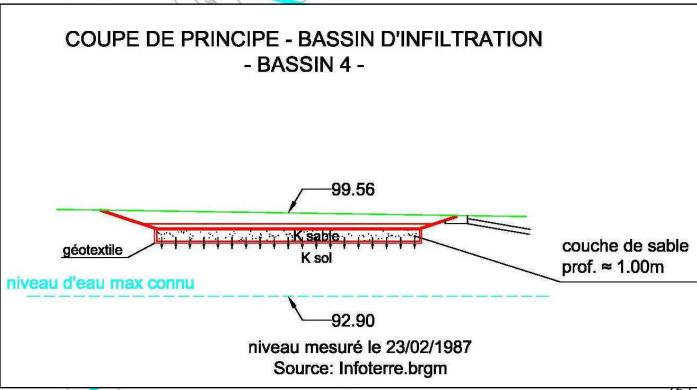 COUPE DE PRINCIPE - BASSIN D'INFILTRATION
- BASSIN 4 -
99.56
K sable
géotextile
K sol
couche de sable
prof. ≈ 1.00m
niveau d'eau max connu
92.90
niveau mesuré le 23/02/1987
Source: Infoterre.brgm